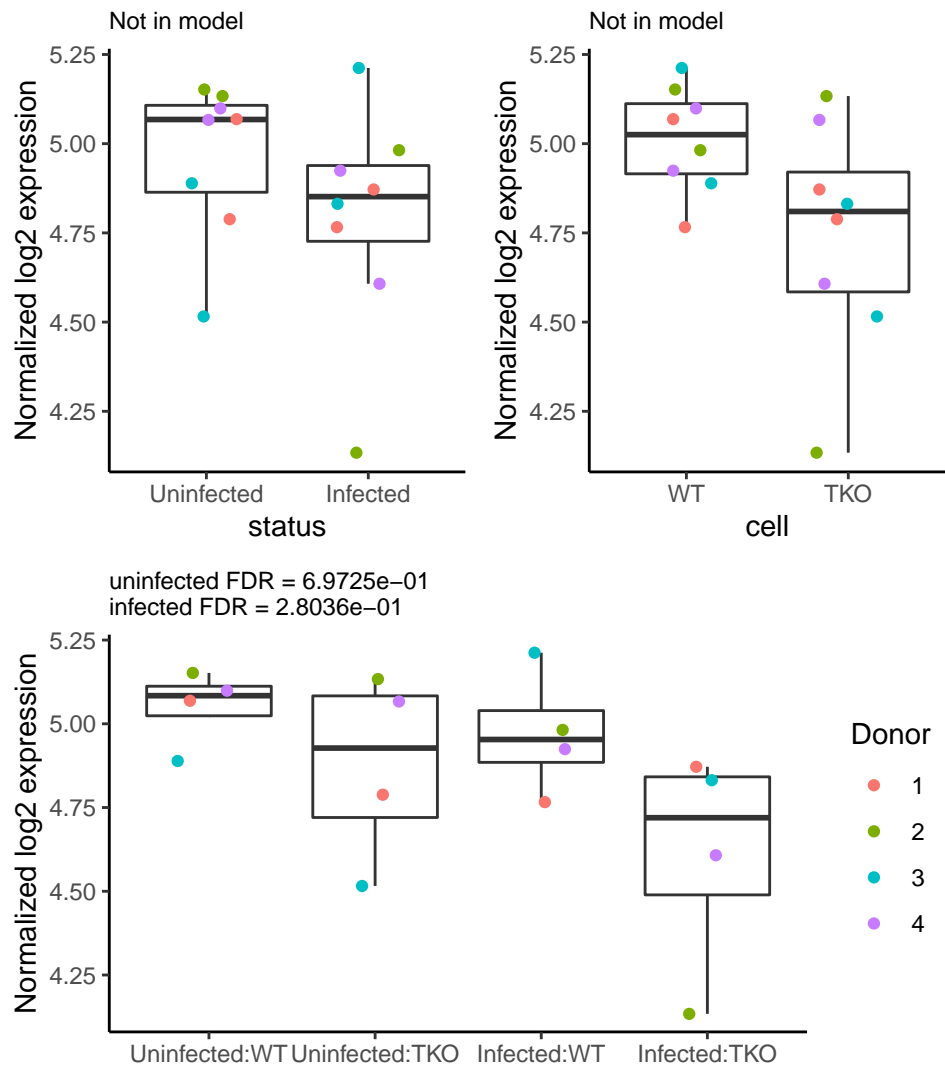 Not in model
Normalized log2 expression
5.25
5.00
4.75
4.50
4.25
Uninfected
Infected
status
Not in model
Normalized log2 expression
5.25
5.00
4.75
4.50
4.25
WT
TKO
cell
uninfected FDR = 6.9725e−01
infected FDR = 2.8036e−01
Normalized log2 expression
5.25
5.00
4.75
4.50
4.25
Uninfected:WT
Uninfected:TKO
Infected:WT
Infected:TKO
Donor
1
2
3
4